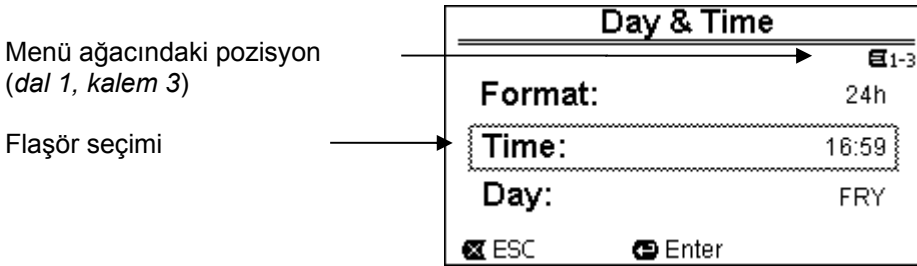 Day & Time
Menü ağacındaki pozisyon
(dal 1, kalem 3)
1-3
Format: 24h
Flaşör seçimi
Time: 16:59
Day: FRY
ESC Enter